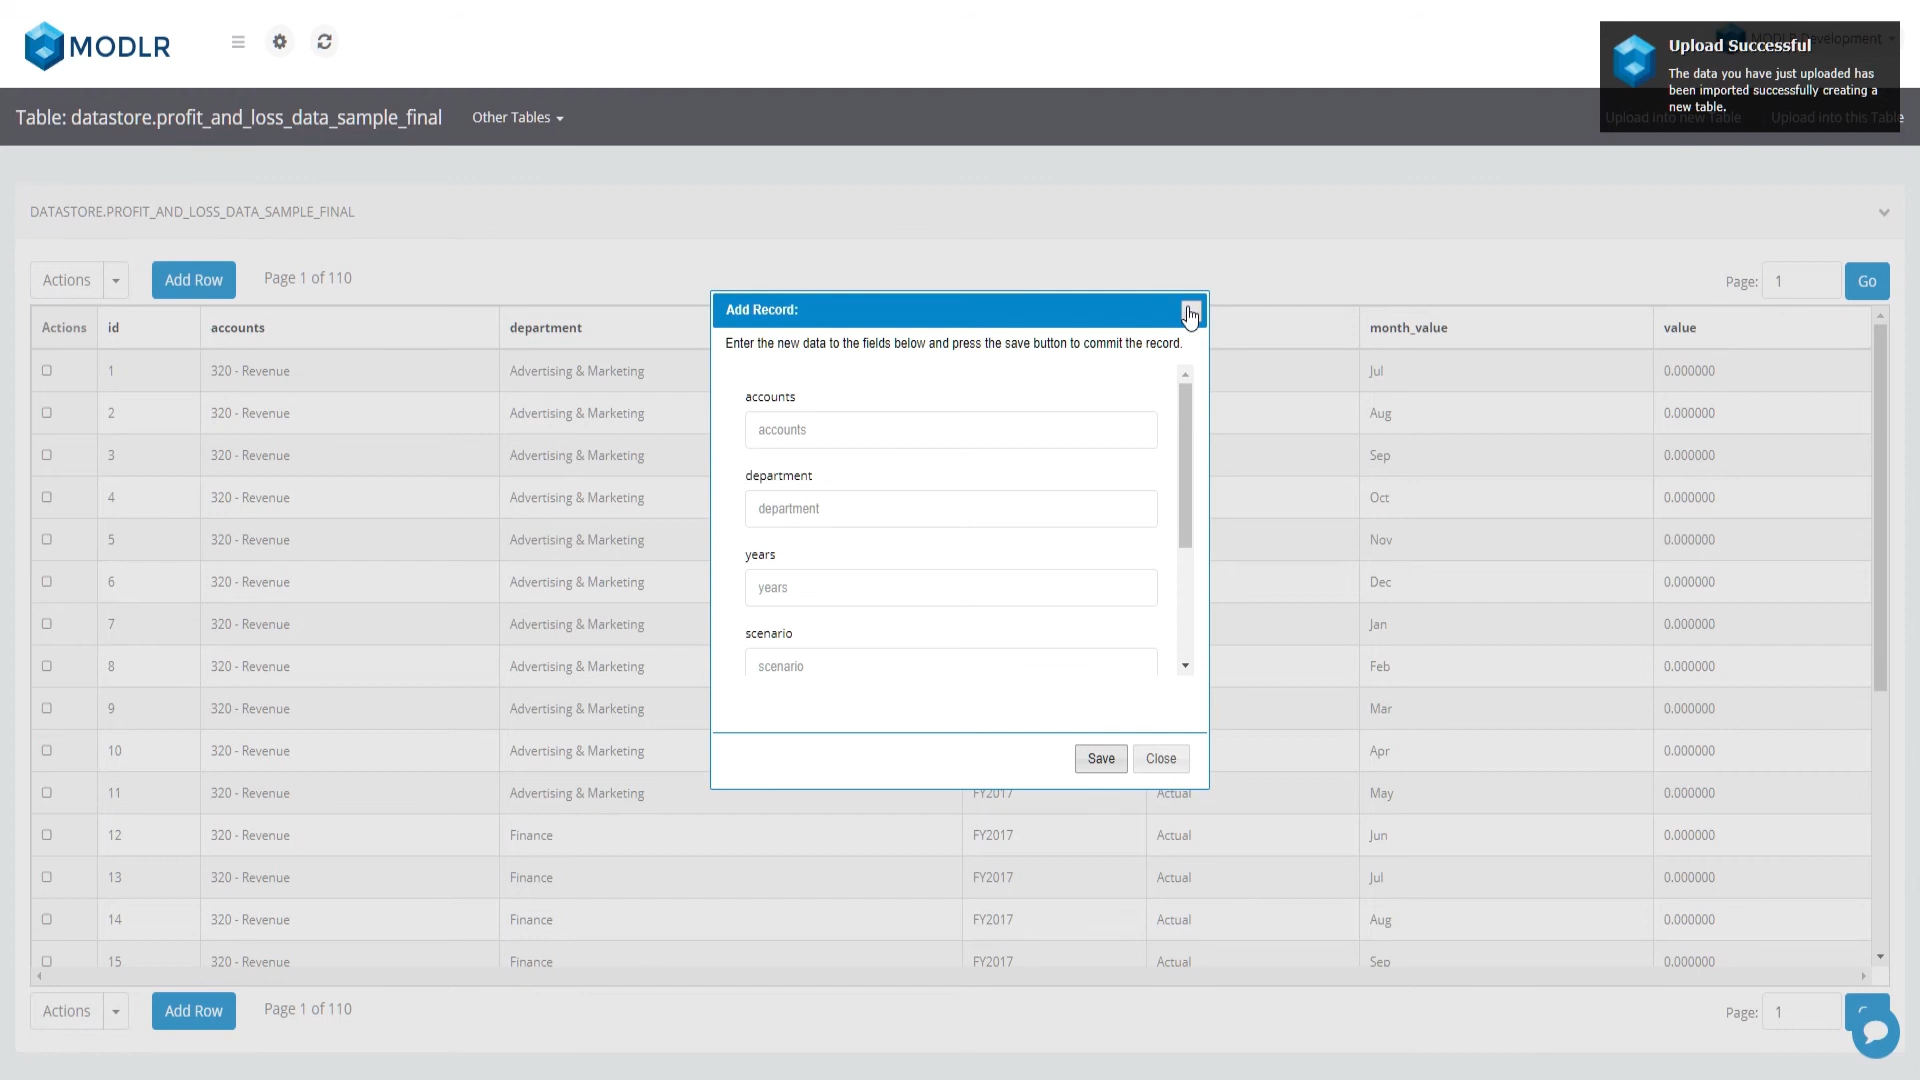 MODLR
Upload Successful
The data you have just uploaded has
been imported successfully creating a
new table.
Development
Table: datastore.profit_and_loss_data_sample_final
Other Tables
Upload into new Table
Upload into this Table
DATASTORE.PROFIT_AND_LOSS_DATA_SAMPLE_FINAL
Actions
Add Row
Page 1 of 110
Page: 1
Go
Actions id accounts department month_value value
1 320 - Revenue Advertising & Marketing Jul 0.000000
2 320 - Revenue Advertising & Marketing Aug 0.000000
3 320 - Revenue Advertising & Marketing Sep 0.000000
4 320 - Revenue Advertising & Marketing Oct 0.000000
5 320 - Revenue Advertising & Marketing Nov 0.000000
6 320 - Revenue Advertising & Marketing Dec 0.000000
7 320 - Revenue Advertising & Marketing Jan 0.000000
8 320 - Revenue Advertising & Marketing Feb 0.000000
9 320 - Revenue Advertising & Marketing Mar 0.000000
10 320 - Revenue Advertising & Marketing Apr 0.000000
11 320 - Revenue Advertising & Marketing FY2017 Actual May 0.000000
12 320 - Revenue Finance FY2017 Actual Jun 0.000000
13 320 - Revenue Finance FY2017 Actual Jul 0.000000
14 320 - Revenue Finance FY2017 Actual Aug 0.000000
15 320 - Revenue Finance FY2017 Actual Sep 0.000000
Add Record:
Enter the new data to the fields below and press the save button to commit the record.
accounts
accounts
department
department
years
years
scenario
scenario
Save
Close
Actions
Add Row
Page 1 of 110
Page: 1